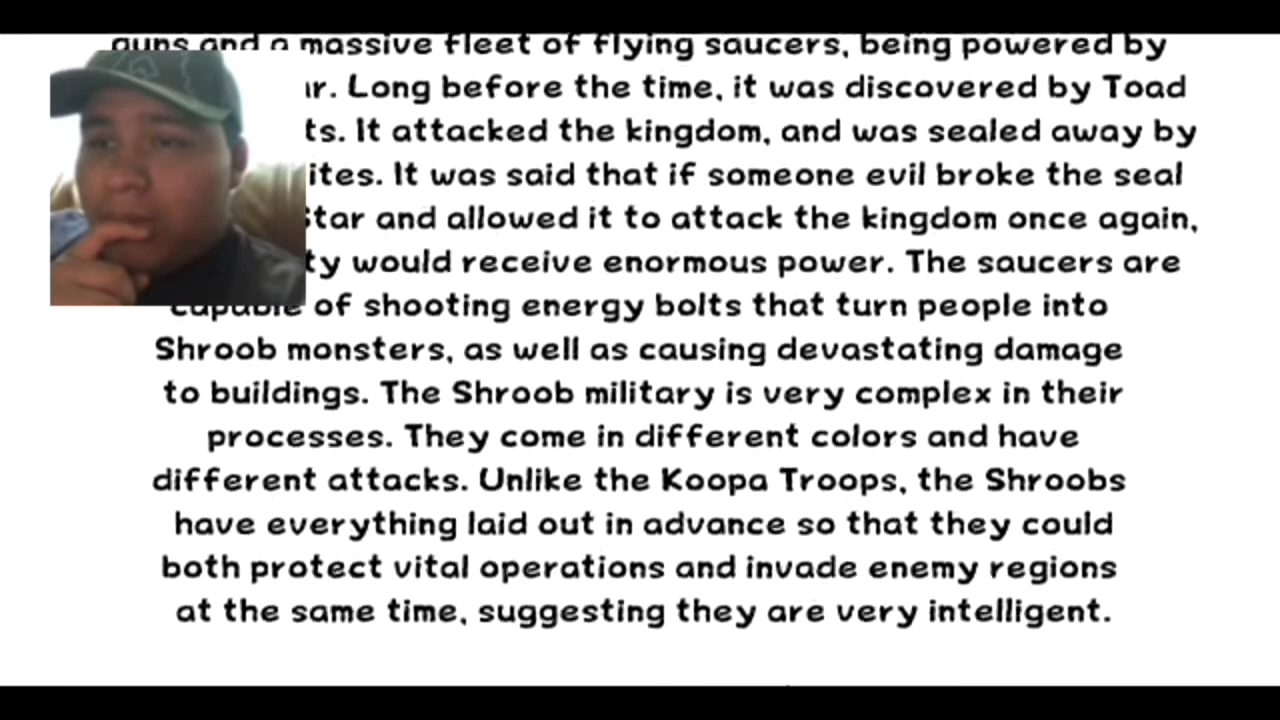 guns and a massive fleet of flying saucers, being powered by
r. Long before the time, it was discovered by Toad
ts. It attacked the kingdom, and was sealed away by
ites. It was said that if someone evil broke the seal
Star and allowed it to attack the kingdom once again,
ty would receive enormous power. The saucers are
capable of shooting energy bolts that turn people into
Shroob monsters, as well as causing devastating damage
to buildings. The Shroob military is very complex in their
processes. They come in different colors and have
different attacks. Unlike the Koopa Troops, the Shroobs
have everything laid out in advance so that they could
both protect vital operations and invade enemy regions
at the same time, suggesting they are very intelligent.